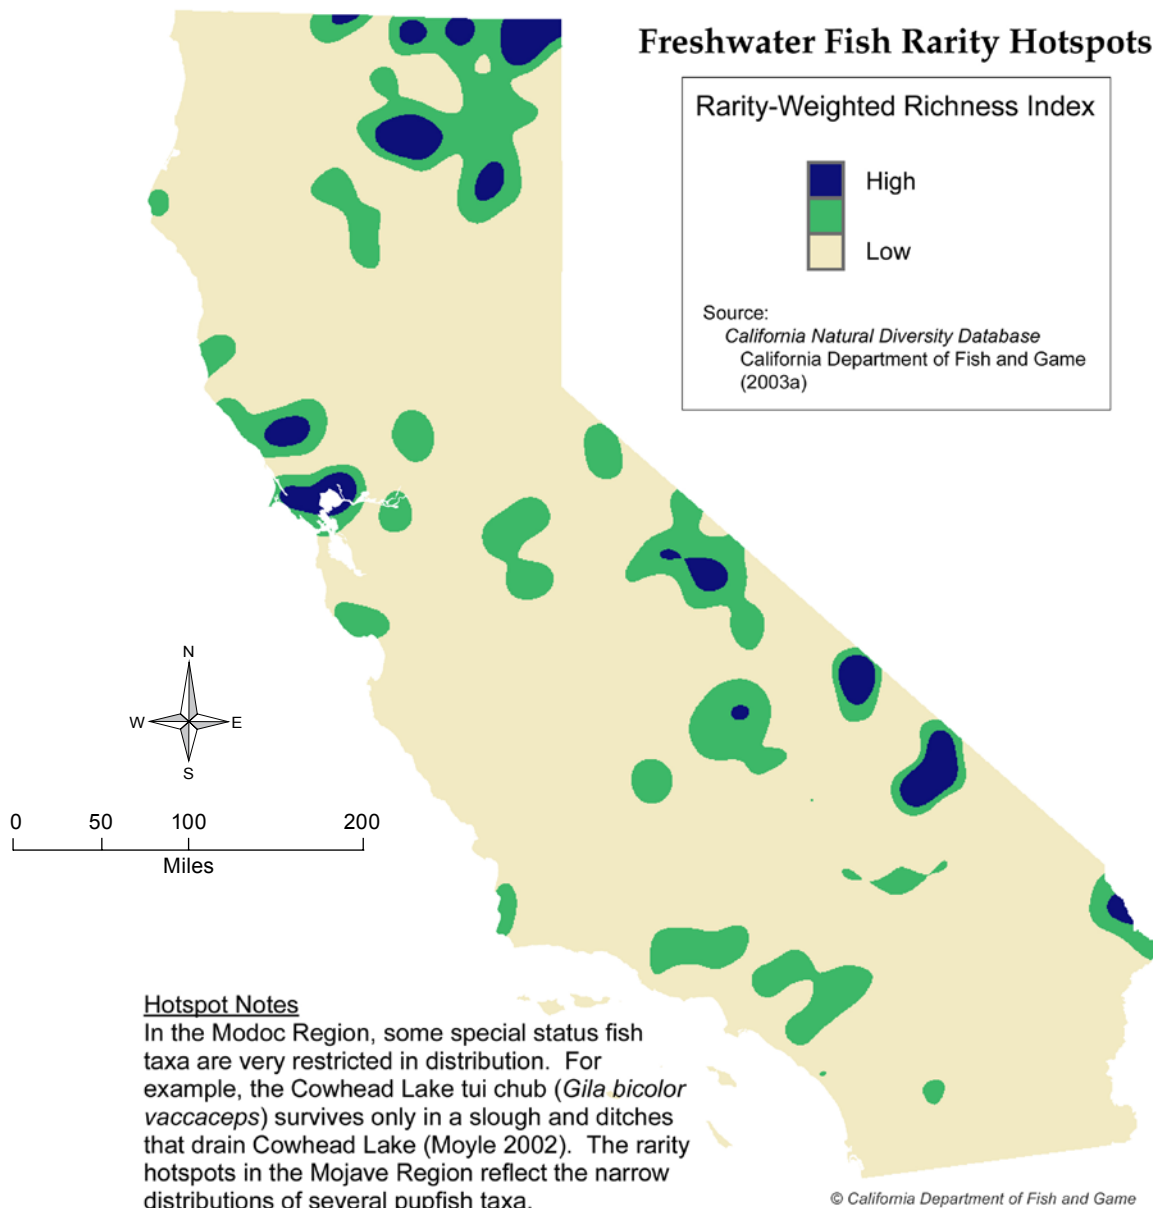 Freshwater Fish Rarity Hotspots
Rarity-Weighted Richness Index
High
Low
Source:
California Natural Diversity Database
California Department of Fish and Game
(2003a)
N
W
E
S
0 50 100 200
Miles
Hotspot Notes
In the Modoc Region, some special status fish
taxa are very restricted in distribution. For
example, the Cowhead Lake tui chub (Gila bicolor
vaccaceps) survives only in a slough and ditches
that drain Cowhead Lake (Moyle 2002). The rarity
hotspots in the Mojave Region reflect the narrow
distributions of several pupfish taxa.
© California Department of Fish and Game